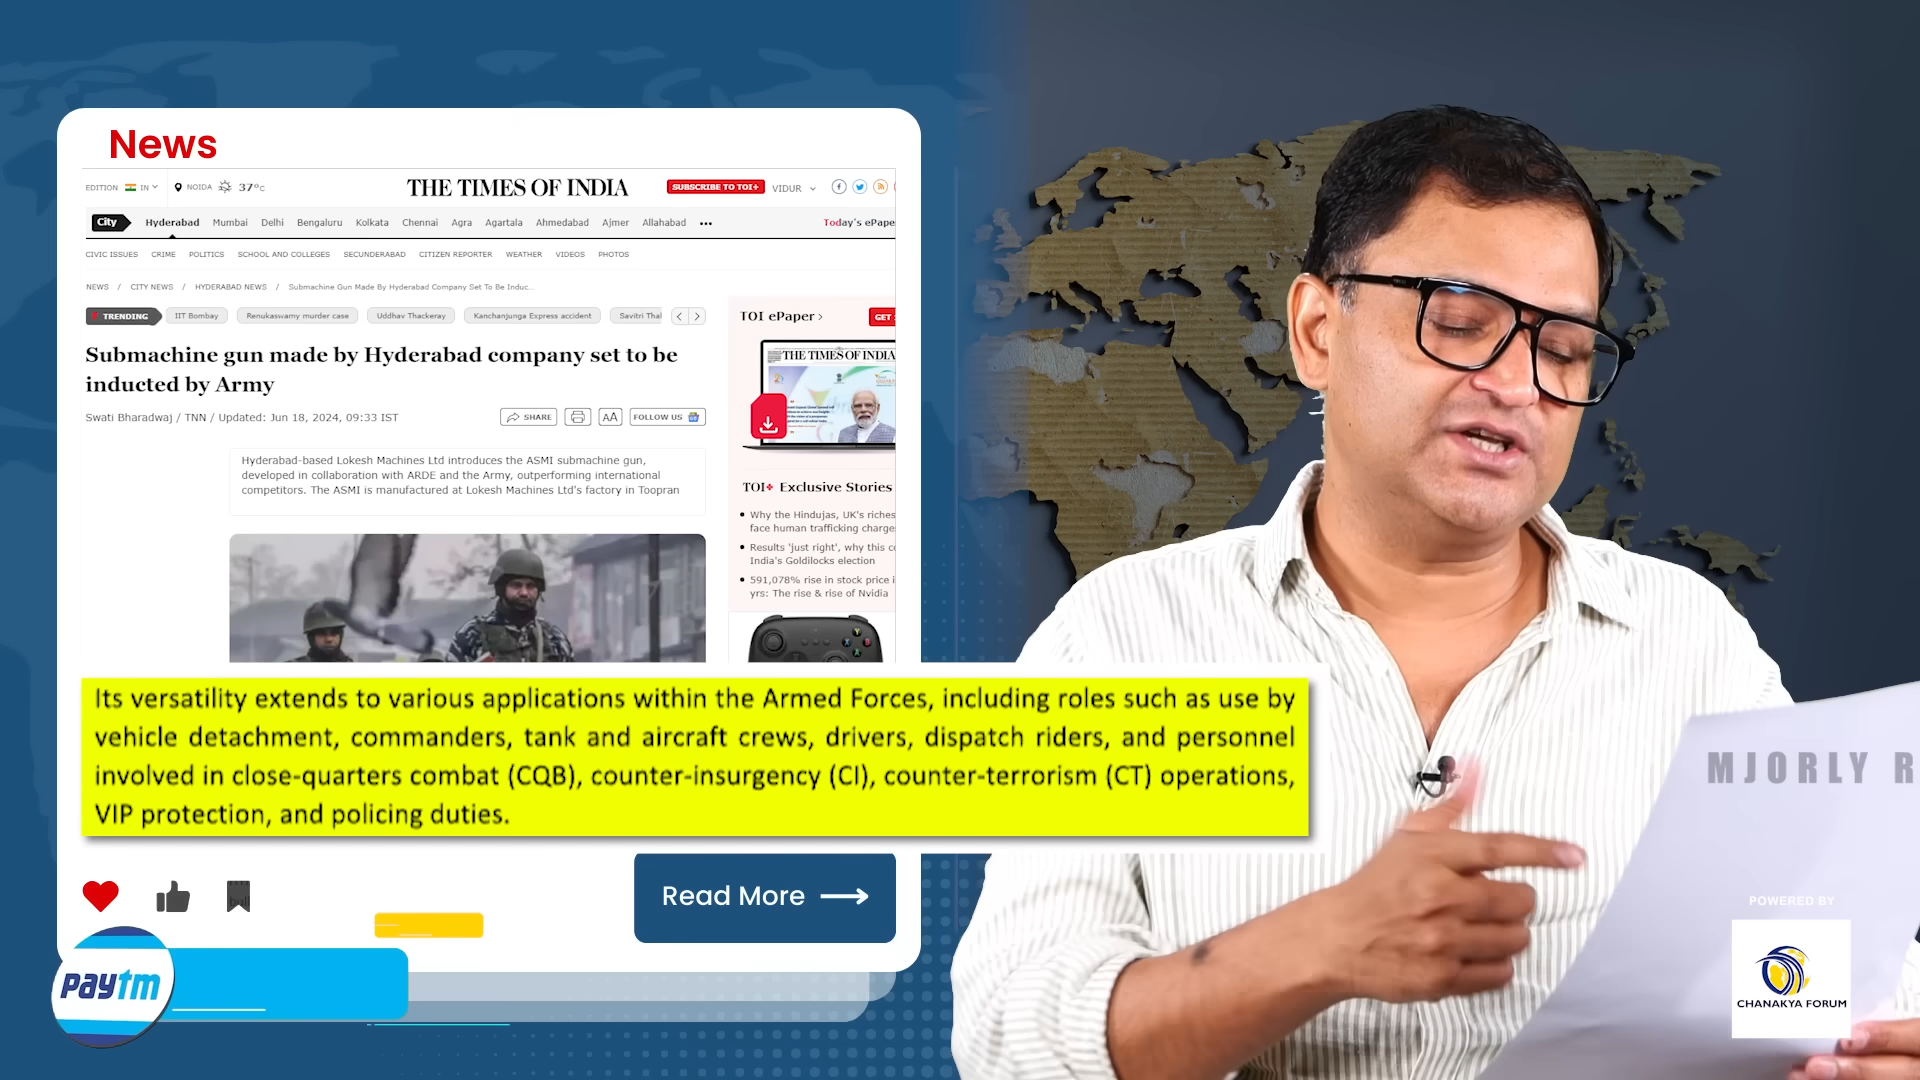 News
EDITION IN NOIDA 37°C
THE TIMES OF INDIA
SUBSCRIBE TO TOI+ VIDUR
City Hyderabad Mumbai Delhi Bengaluru Kolkata Chennai Agra Agartala Ahmedabad Ajmer Allahabad ••• Today's ePape
CIVIC ISSUES CRIME POLITICS SCHOOL AND COLLEGES SECUNDERABAD CITIZEN REPORTER WEATHER VIDEOS PHOTOS
NEWS / CITY NEWS / HYDERABAD NEWS / Submachine Gun Made By Hyderabad Company Set To Be Induc...
TRENDING IIT Bombay Renukaswamy murder case Uddhav Thackeray Kanchanjunga Express accident Savitri Thal
Submachine gun made by Hyderabad company set to be
inducted by Army
Swati Bharadwaj / TNN / Updated: Jun 18, 2024, 09:33 IST
SHARE AA FOLLOW US
Hyderabad-based Lokesh Machines Ltd introduces the ASMI submachine gun,
developed in collaboration with ARDE and the Army, outperforming international
competitors. The ASMI is manufactured at Lokesh Machines Ltd's factory in Toopran
TOI ePaper GET
THE TIMES OF INDIA
TOI+ Exclusive Stories
• Why the Hindujas, UK's riches
face human trafficking charge
• Results 'just right', why this c
India's Goldilocks election
• 591,078% rise in stock price i
yrs: The rise & rise of Nvidia
Its versatility extends to various applications within the Armed Forces, including roles such as use by
vehicle detachment, commanders, tank and aircraft crews, drivers, dispatch riders, and personnel
involved in close-quarters combat (CQB), counter-insurgency (CI), counter-terrorism (CT) operations,
VIP protection, and policing duties.
Read More
paytm
MJORLY R
POWERED BY
CHANAKYA FORUM